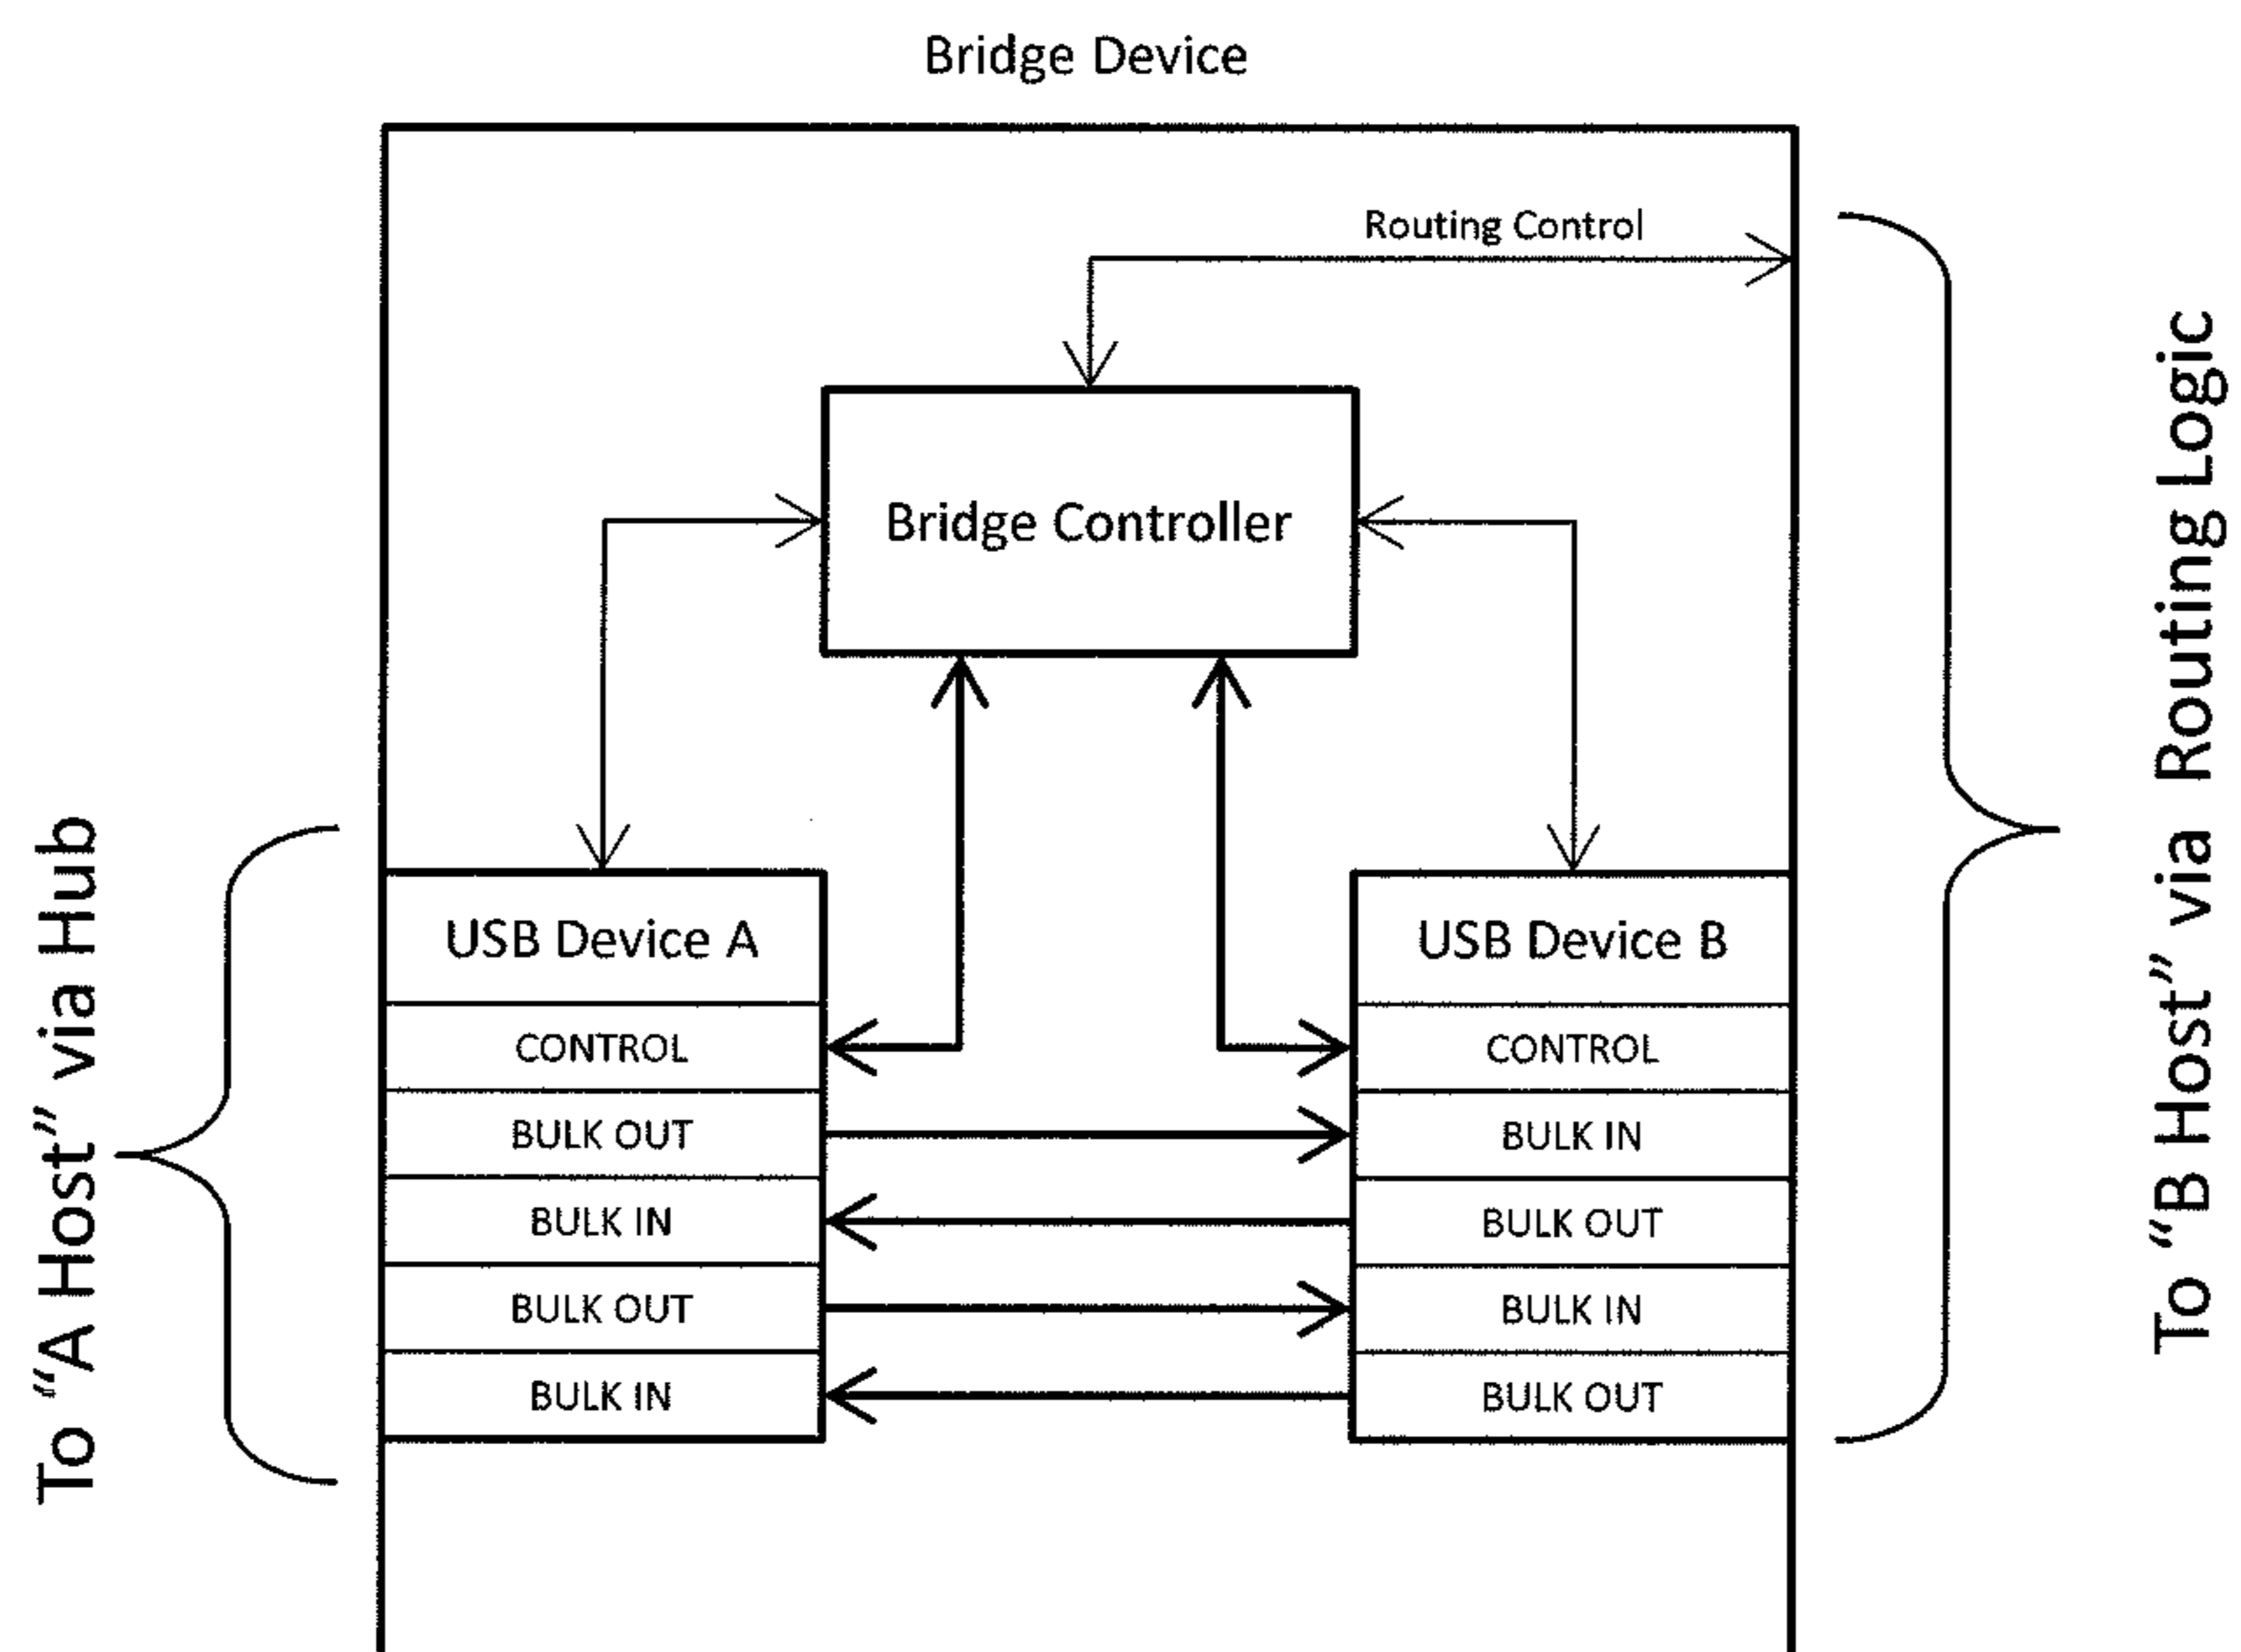 Bridge Device
Routing Control
Bridge Controller
To “A Host” via Hub
To “B Host” via Routing Logic
USB Device A
CONTROL
BULK OUT
BULK IN
BULK OUT
BULK IN
USB Device B
CONTROL
BULK IN
BULK OUT
BULK IN
BULK OUT